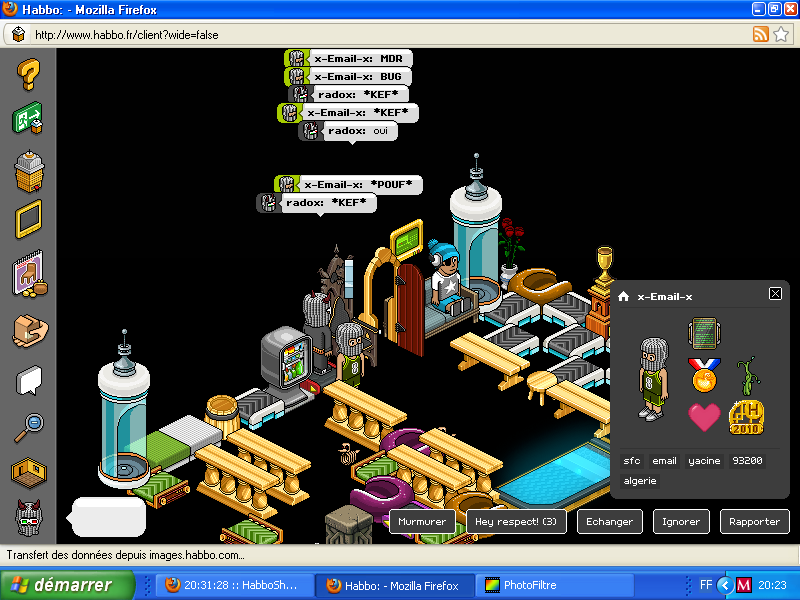 Habbo: - Mozilla Firefox
http://www.habbo.fr/client?wide=false
x-Email-x: MDR
x-Email-x: BUG
radox: *KEF*
x-Email-x: *KEF*
radox: oui
x-Email-x: *POUF*
radox: *KEF*
x-Email-x
2010
sfc email yacine 93200
algerie
Murmurer Hey respect! (3) Echanger Ignorer Rapporter
Transfert des données depuis images.habbo.com...
démarrer 20:31:28 :: HabboSh... Habbo: - Mozilla Firefox PhotoFiltre FF M 20:23